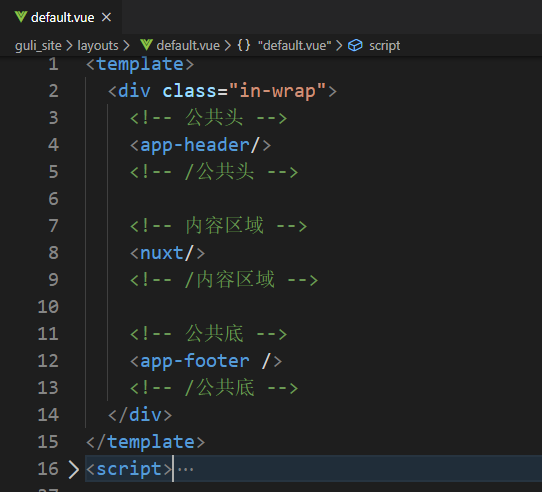 default.vue
guli_site > layouts > default.vue > {} "default.vue" > script
1 <template>
2 <div class="in-wrap">
3 <!-- 公共头 -->
4 <app-header/>
5 <!-- /公共头 -->
6
7 <!-- 内容区域 -->
8 <nuxt/>
9 <!-- /内容区域 -->
10
11 <!-- 公共底 -->
12 <app-footer />
13 <!-- /公共底 -->
14 </div>
15 </template>
16 <script>…